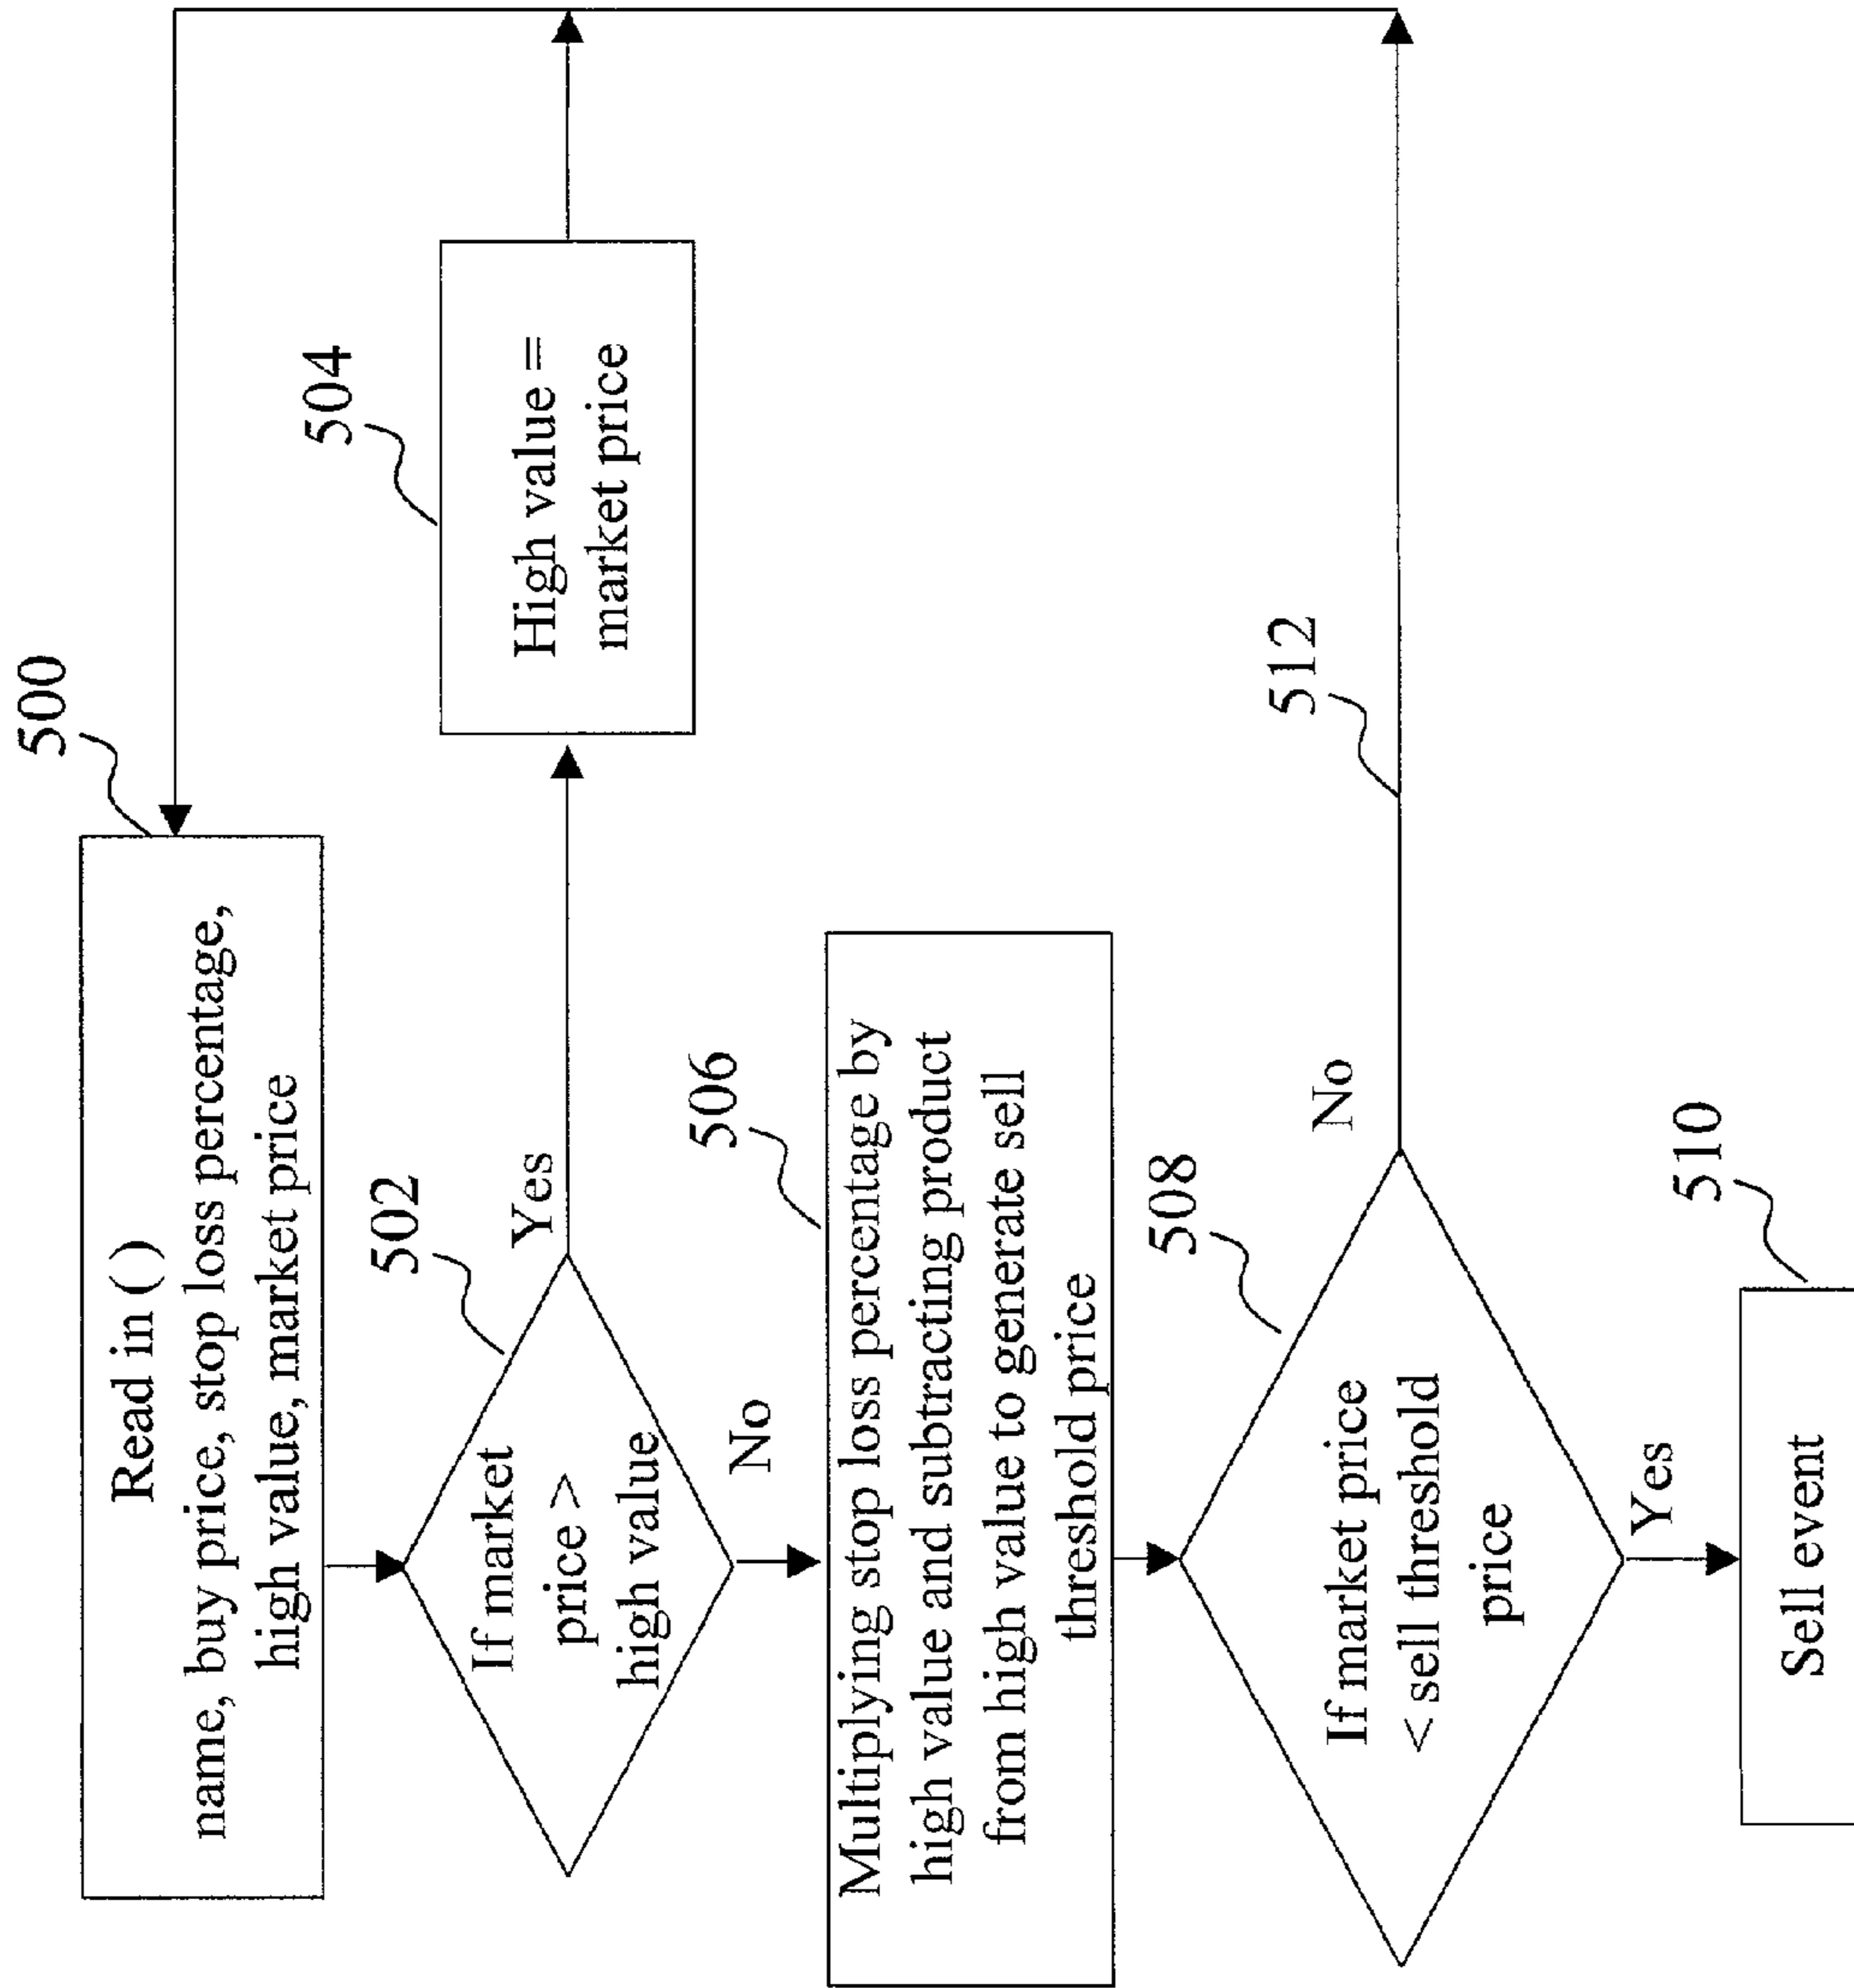 500
Read in ( )
name, buy price, stop loss percentage,
high value, market price
502
If market
price >
high value
Yes
504
High value =
market price
No
506
Multiplying stop loss percentage by
high value and subtracting product
from high value to generate sell
threshold price
508
If market price
< sell threshold
price
No
512
Yes
510
Sell event